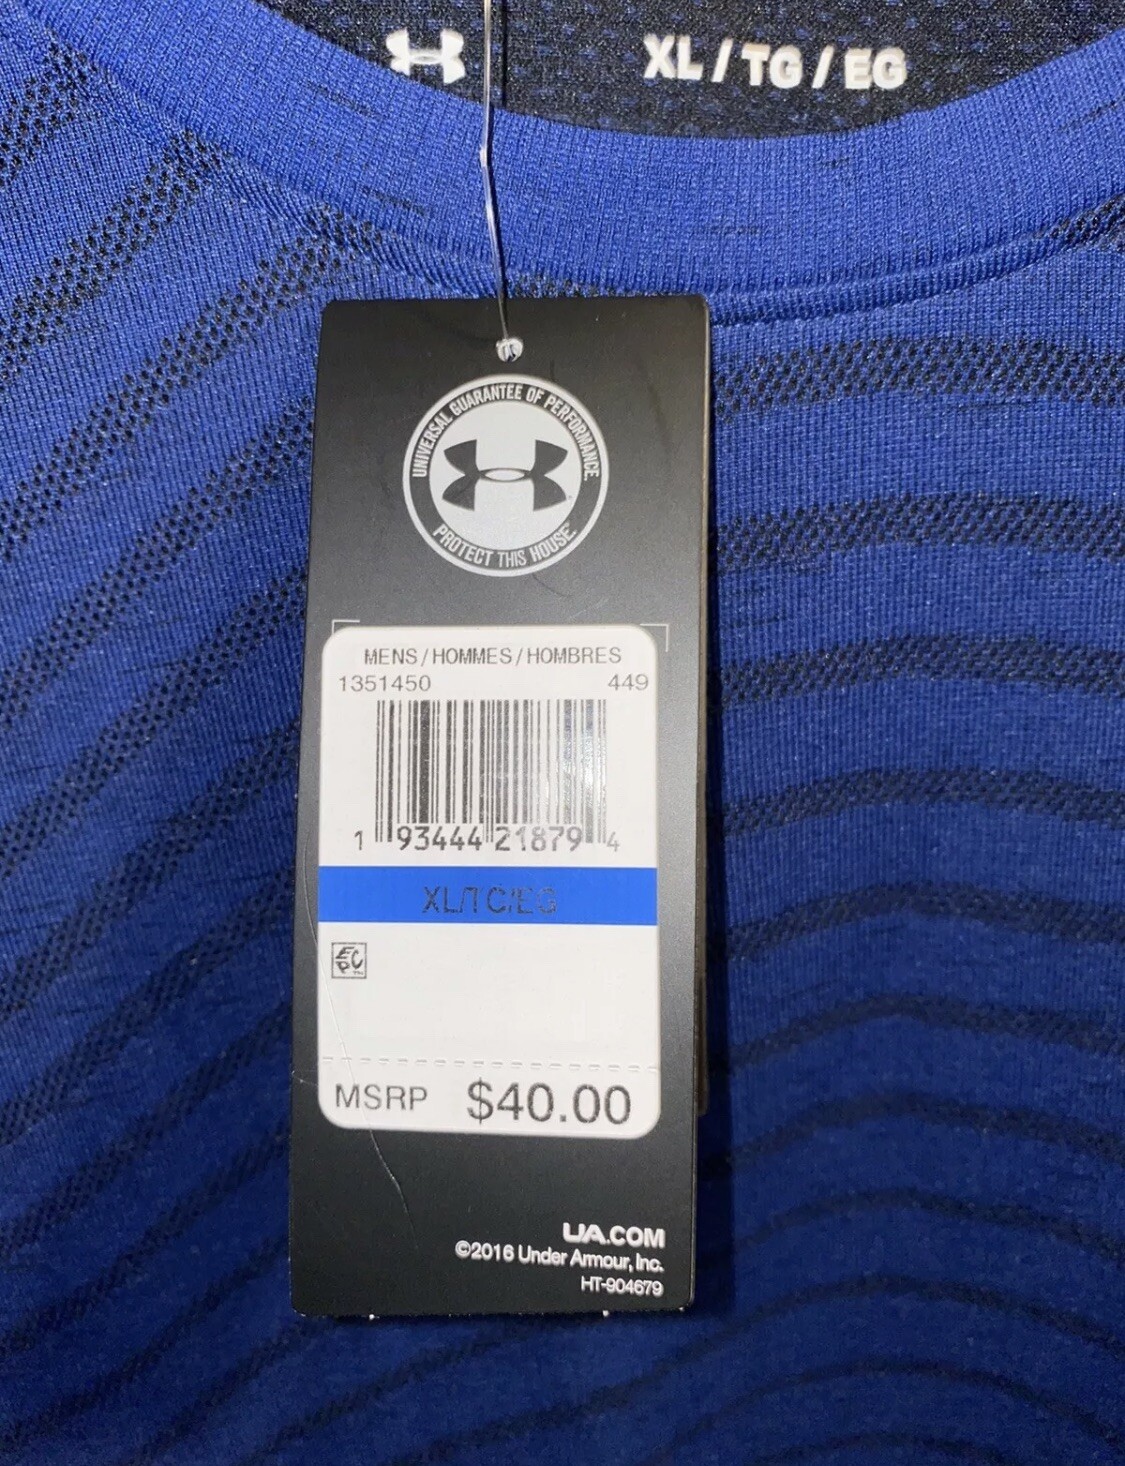 XL / TG / EG
UNIVERSAL GUARANTEE OF PERFORMANCE.
PROTECT THIS HOUSE
MENS/HOMMES/HOMBRES
1351450 449
1 93444 21879 4
XL/TG/EG
EPC
MSRP $40.00
UA.COM
©2016 Under Armour, Inc.
HT-904679